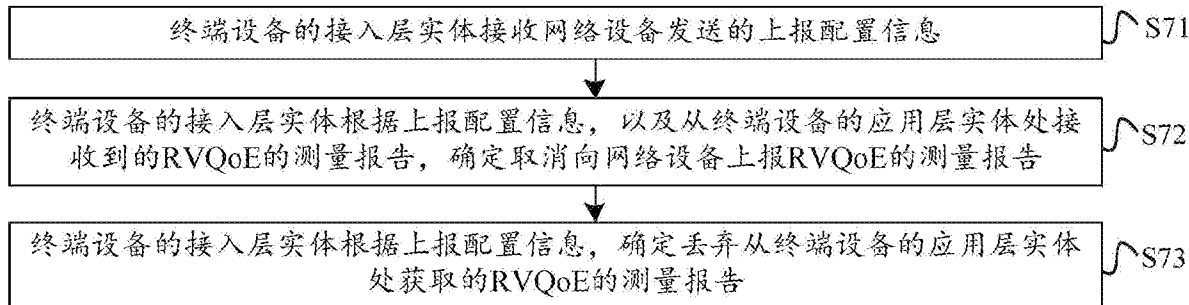 终端设备的接入层实体接收网络设备发送的上报配置信息
S71
终端设备的接入层实体根据上报配置信息，以及从终端设备的应用层实体处接
收到的RVQoE的测量报告，确定取消向网络设备上报RVQoE的测量报告
S72
终端设备的接入层实体根据上报配置信息，确定丢弃从终端设备的应用层实体
处获取的RVQoE的测量报告
S73